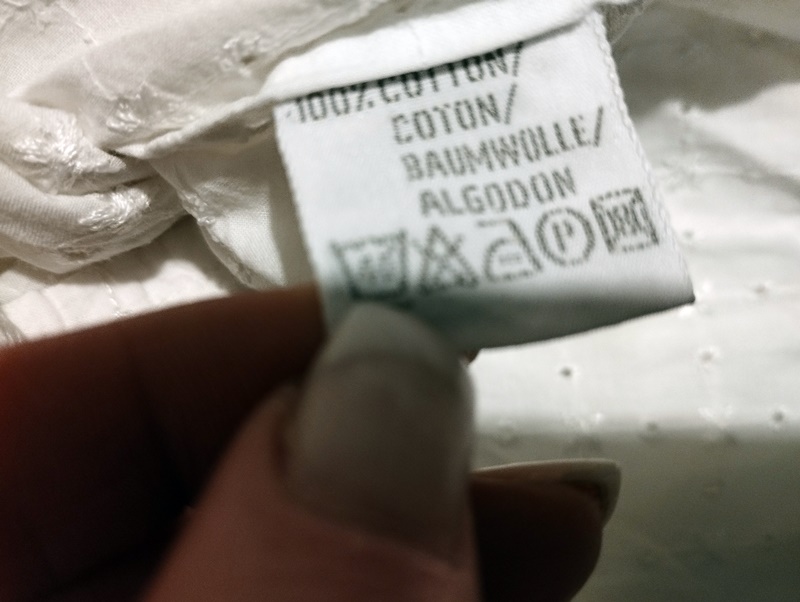 100% COTTON/
COTON/
BAUMWOLLE/
ALGODON
P